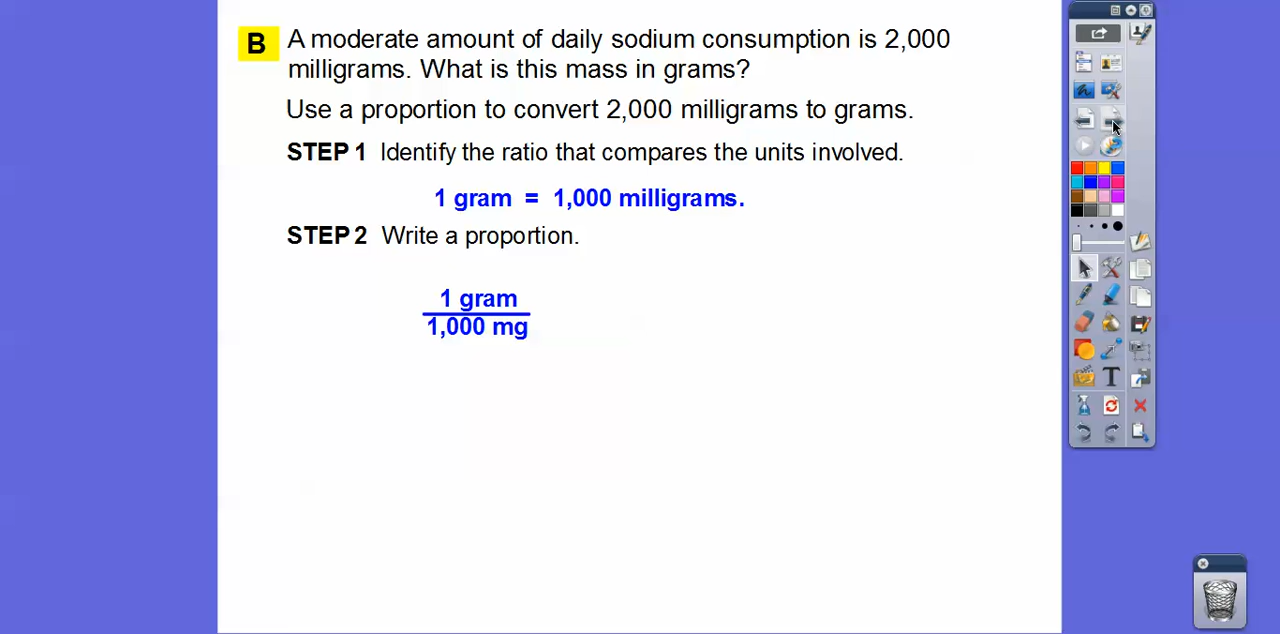 B A moderate amount of daily sodium consumption is 2,000
milligrams. What is this mass in grams?
Use a proportion to convert 2,000 milligrams to grams.
STEP 1 Identify the ratio that compares the units involved.
1 gram = 1,000 milligrams.
STEP 2 Write a proportion.
1 gram
1,000 mg
T